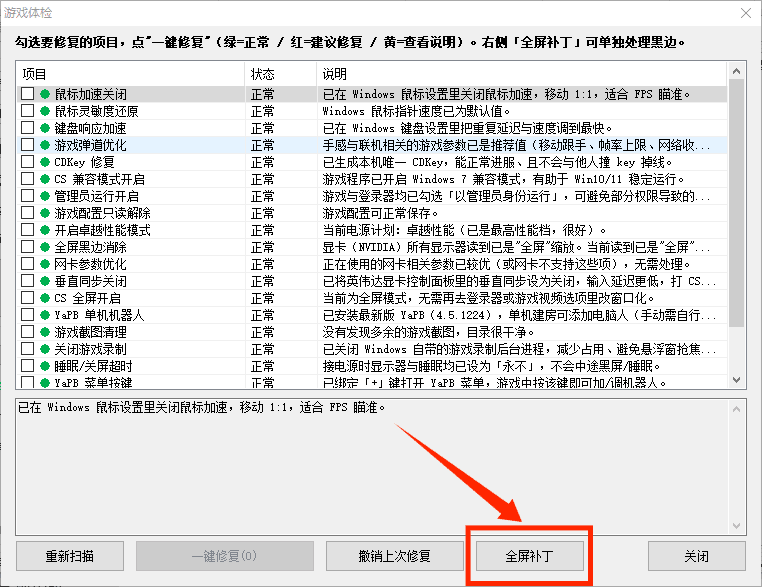 游戏体检
勾选要修复的项目，点"一键修复"（绿=正常 / 红=建议修复 / 黄=查看说明）。右侧「全屏补丁」可单独处理黑边。
项目 状态 说明
鼠标加速关闭 正常 已在 Windows 鼠标设置里关闭鼠标加速，移动 1:1，适合 FPS 瞄准。
鼠标灵敏度还原 正常 Windows 鼠标指针速度已为默认值。
键盘响应加速 正常 已在 Windows 键盘设置里把重复延迟与速度调到最快。
游戏弹道优化 正常 手感与联机相关的游戏参数已是推荐值（移动跟手、帧率上限、网络收...
CDKey 修复 正常 已生成本机唯一 CDKey，能正常进服、且不会与他人撞 key 掉线。
CS 兼容模式开启 正常 游戏程序已开启 Windows 7 兼容模式，有助于 Win10/11 稳定运行。
管理员运行开启 正常 游戏与登录器均已勾选「以管理员身份运行」，可避免部分权限导致的...
游戏配置只读解除 正常 游戏配置可正常保存。
开启卓越性能模式 正常 当前电源计划：卓越性能（已是最高性能档，很好）。
全屏黑边消除 正常 显卡（NVIDIA）所有显示器读到已是"全屏"缩放。当前读到已是"全屏"...
网卡参数优化 正常 正在使用的网卡相关参数已较优（或网卡不支持这些项），无需处理。
垂直同步关闭 正常 已将英伟达显卡控制面板里的垂直同步设为关闭，输入延迟更低，打 CS...
CS 全屏开启 正常 当前为全屏模式，无需再去登录器或游戏视频选项里改窗口化。
YaPB 单机机器人 正常 已安装最新版 YaPB（4.5.1224），单机建房可添加电脑人（手动需自行...
游戏截图清理 正常 没有发现多余的游戏截图，目录很干净。
关闭游戏录制 正常 已关闭 Windows 自带的游戏录制后台进程，减少占用、避免悬浮窗抢焦...
睡眠/关屏超时 正常 接电源时显示器与睡眠均已设为「永不」，不会中途黑屏/睡眠。
YaPB 菜单按键 正常 已绑定「+」键打开 YaPB 菜单，游戏中按该键即可加/调机器人。
已在 Windows 鼠标设置里关闭鼠标加速，移动 1:1，适合 FPS 瞄准。
重新扫描 一键修复(0) 撤销上次修复 全屏补丁 关闭